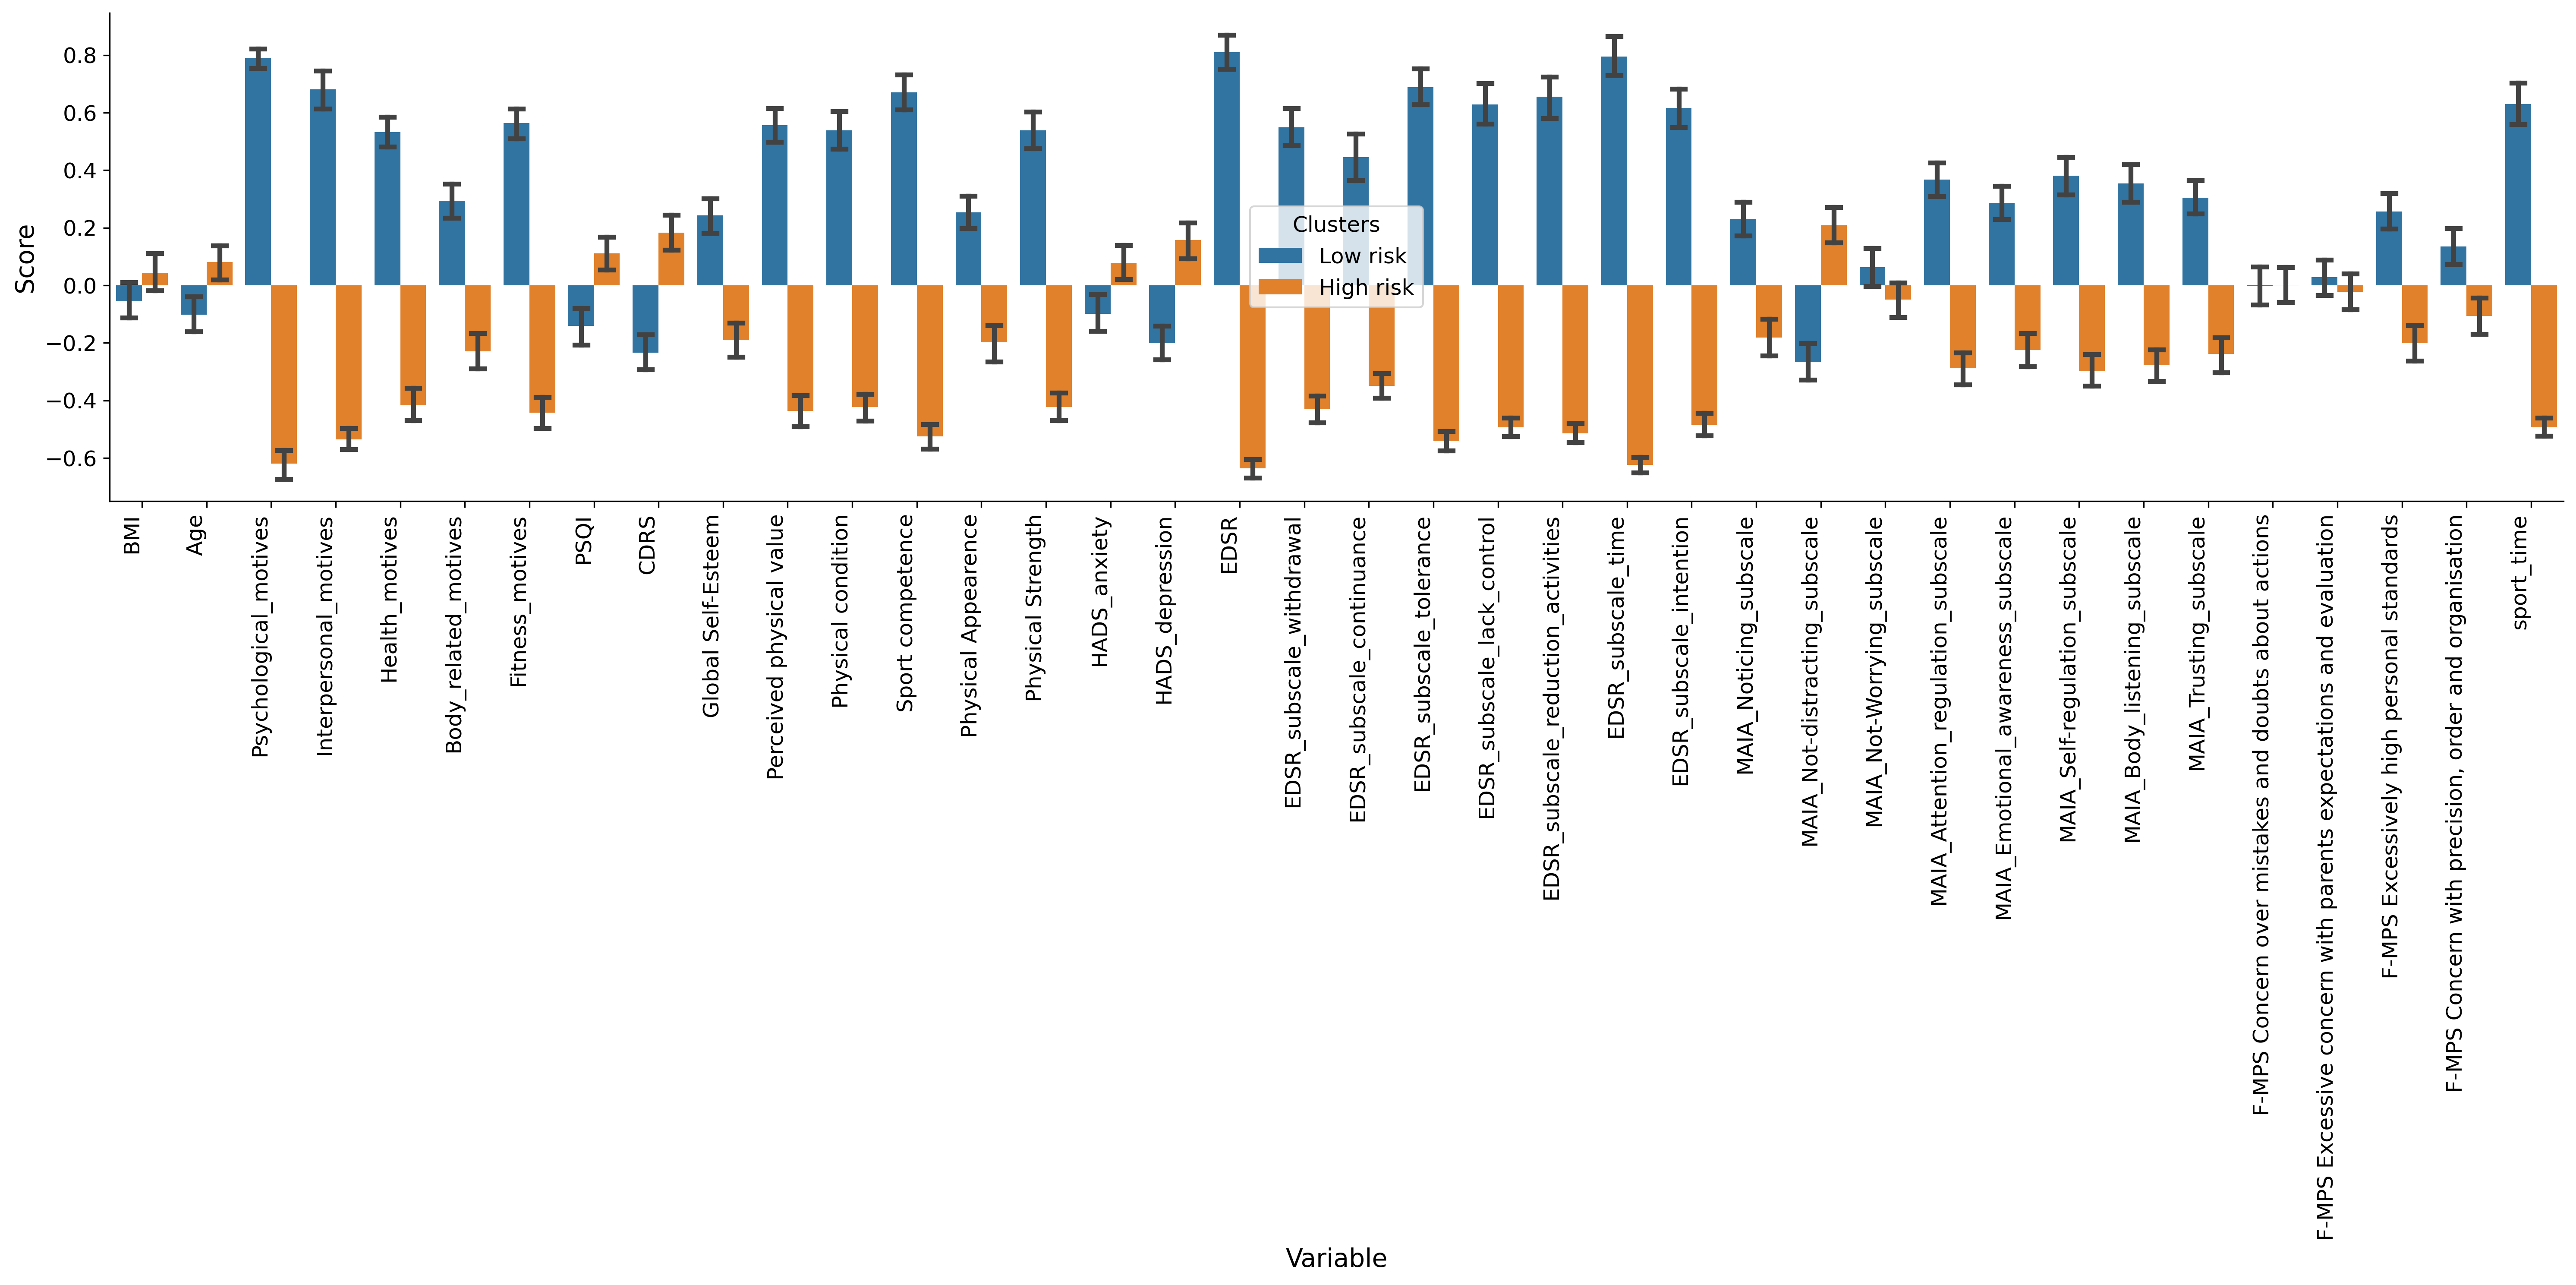 Score
0.8
0.6
0.4
0.2
0.0
−0.2
−0.4
−0.6
Clusters
Low risk
High risk
BMI
Age
Psychological_motives
Interpersonal_motives
Health_motives
Body_related_motives
Fitness_motives
PSQI
CDRS
Global Self-Esteem
Perceived physical value
Physical condition
Sport competence
Physical Appearence
Physical Strength
HADS_anxiety
HADS_depression
EDSR
EDSR_subscale_withdrawal
EDSR_subscale_continuance
EDSR_subscale_tolerance
EDSR_subscale_lack_control
EDSR_subscale_reduction_activities
EDSR_subscale_time
EDSR_subscale_intention
MAIA_Noticing_subscale
MAIA_Not-distracting_subscale
MAIA_Not-Worrying_subscale
MAIA_Attention_regulation_subscale
MAIA_Emotional_awareness_subscale
MAIA_Self-regulation_subscale
MAIA_Body_listening_subscale
MAIA_Trusting_subscale
F-MPS Concern over mistakes and doubts about actions
F-MPS Excessive concern with parents expectations and evaluation
F-MPS Excessively high personal standards
F-MPS Concern with precision, order and organisation
sport_time
Variable